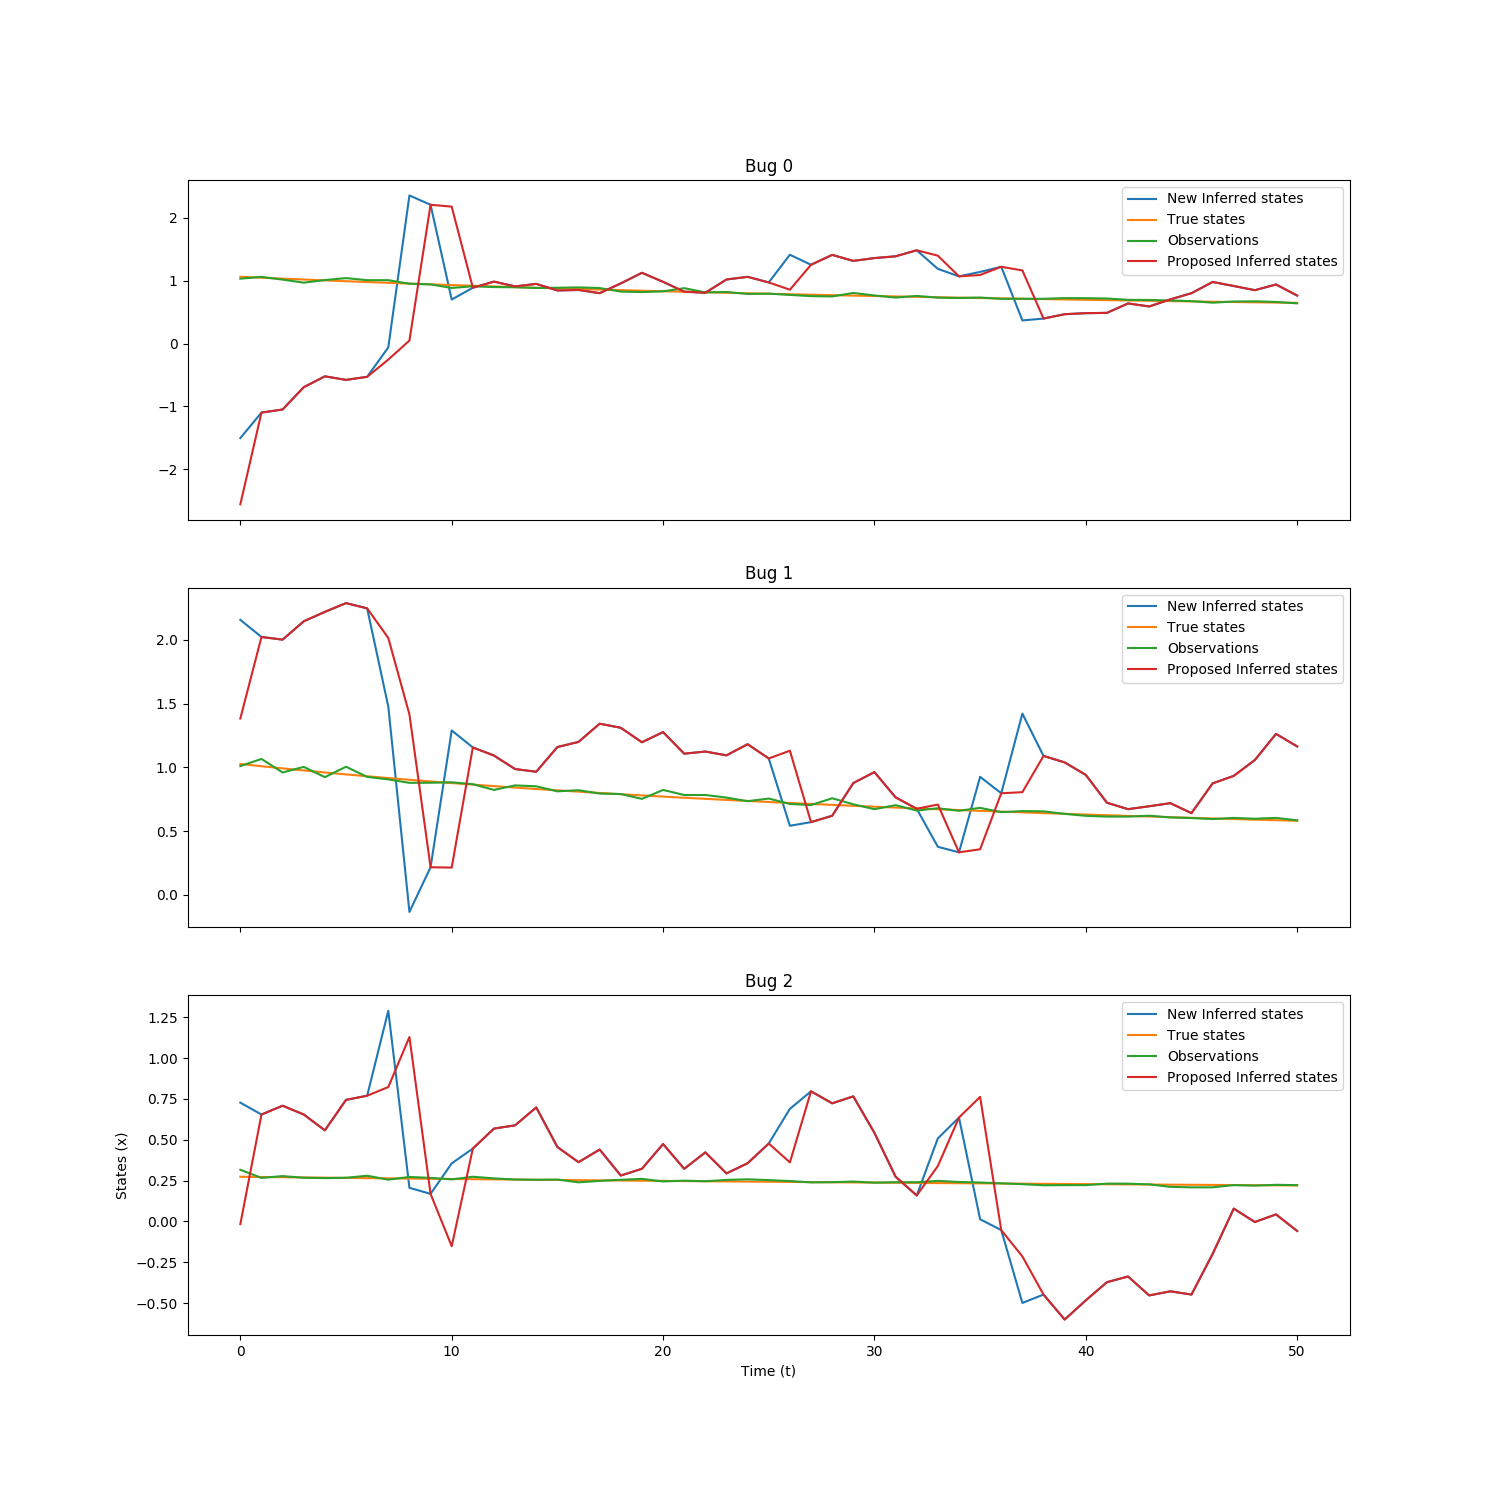 Bug 0
New Inferred states
True states
Observations
Proposed Inferred states
2
1
0
−1
−2
Bug 1
New Inferred states
True states
Observations
Proposed Inferred states
2.0
1.5
1.0
0.5
0.0
Bug 2
New Inferred states
True states
Observations
Proposed Inferred states
1.25
1.00
0.75
0.50
0.25
0.00
−0.25
−0.50
States (x)
0 10 20 30 40 50
Time (t)